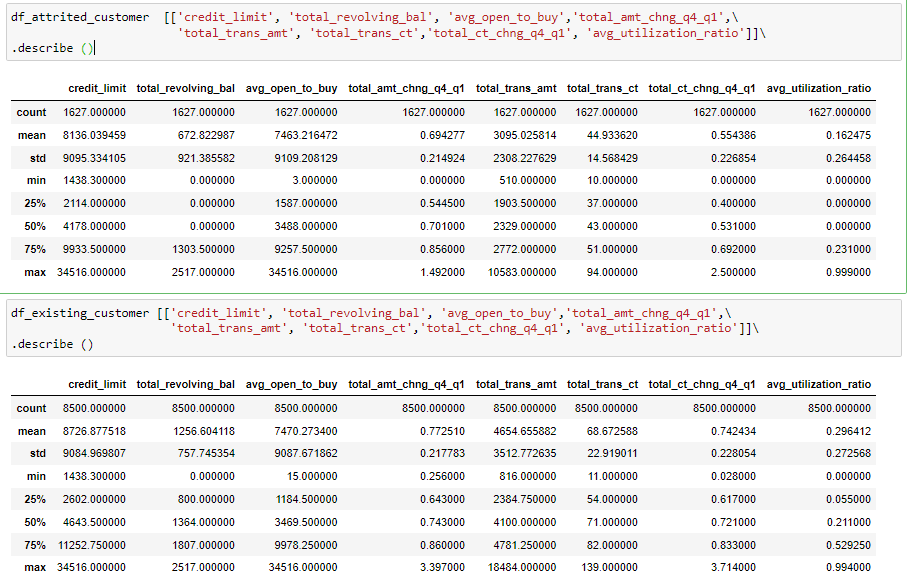 df_attrited_customer  [['credit_limit', 'total_revolving_bal', 'avg_open_to_buy','total_amt_chng_q4_q1',\
'total_trans_amt', 'total_trans_ct','total_ct_chng_q4_q1', 'avg_utilization_ratio']]\
.describe ()
credit_limit total_revolving_bal avg_open_to_buy total_amt_chng_q4_q1 total_trans_amt total_trans_ct total_ct_chng_q4_q1 avg_utilization_ratio
count 1627.000000 1627.000000 1627.000000 1627.000000 1627.000000 1627.000000 1627.000000 1627.000000
mean 8136.039459 672.822987 7463.216472 0.694277 3095.025814 44.933620 0.554386 0.162475
std 9095.334105 921.385582 9109.208129 0.214924 2308.227629 14.568429 0.226854 0.264458
min 1438.300000 0.000000 3.000000 0.000000 510.000000 10.000000 0.000000 0.000000
25% 2114.000000 0.000000 1587.000000 0.544500 1903.500000 37.000000 0.400000 0.000000
50% 4178.000000 0.000000 3488.000000 0.701000 2329.000000 43.000000 0.531000 0.000000
75% 9933.500000 1303.500000 9257.500000 0.856000 2772.000000 51.000000 0.692000 0.231000
max 34516.000000 2517.000000 34516.000000 1.492000 10583.000000 94.000000 2.500000 0.999000
df_existing_customer [['credit_limit', 'total_revolving_bal', 'avg_open_to_buy','total_amt_chng_q4_q1',\
'total_trans_amt', 'total_trans_ct','total_ct_chng_q4_q1', 'avg_utilization_ratio']]\
.describe ()
credit_limit total_revolving_bal avg_open_to_buy total_amt_chng_q4_q1 total_trans_amt total_trans_ct total_ct_chng_q4_q1 avg_utilization_ratio
count 8500.000000 8500.000000 8500.000000 8500.000000 8500.000000 8500.000000 8500.000000 8500.000000
mean 8726.877518 1256.604118 7470.273400 0.772510 4654.655882 68.672588 0.742434 0.296412
std 9084.969807 757.745354 9087.671862 0.217783 3512.772635 22.919011 0.228054 0.272568
min 1438.300000 0.000000 15.000000 0.256000 816.000000 11.000000 0.028000 0.000000
25% 2602.000000 800.000000 1184.500000 0.643000 2384.750000 54.000000 0.617000 0.055000
50% 4643.500000 1364.000000 3469.500000 0.743000 4100.000000 71.000000 0.721000 0.211000
75% 11252.750000 1807.000000 9978.250000 0.860000 4781.250000 82.000000 0.833000 0.529250
max 34516.000000 2517.000000 34516.000000 3.397000 18484.000000 139.000000 3.714000 0.994000